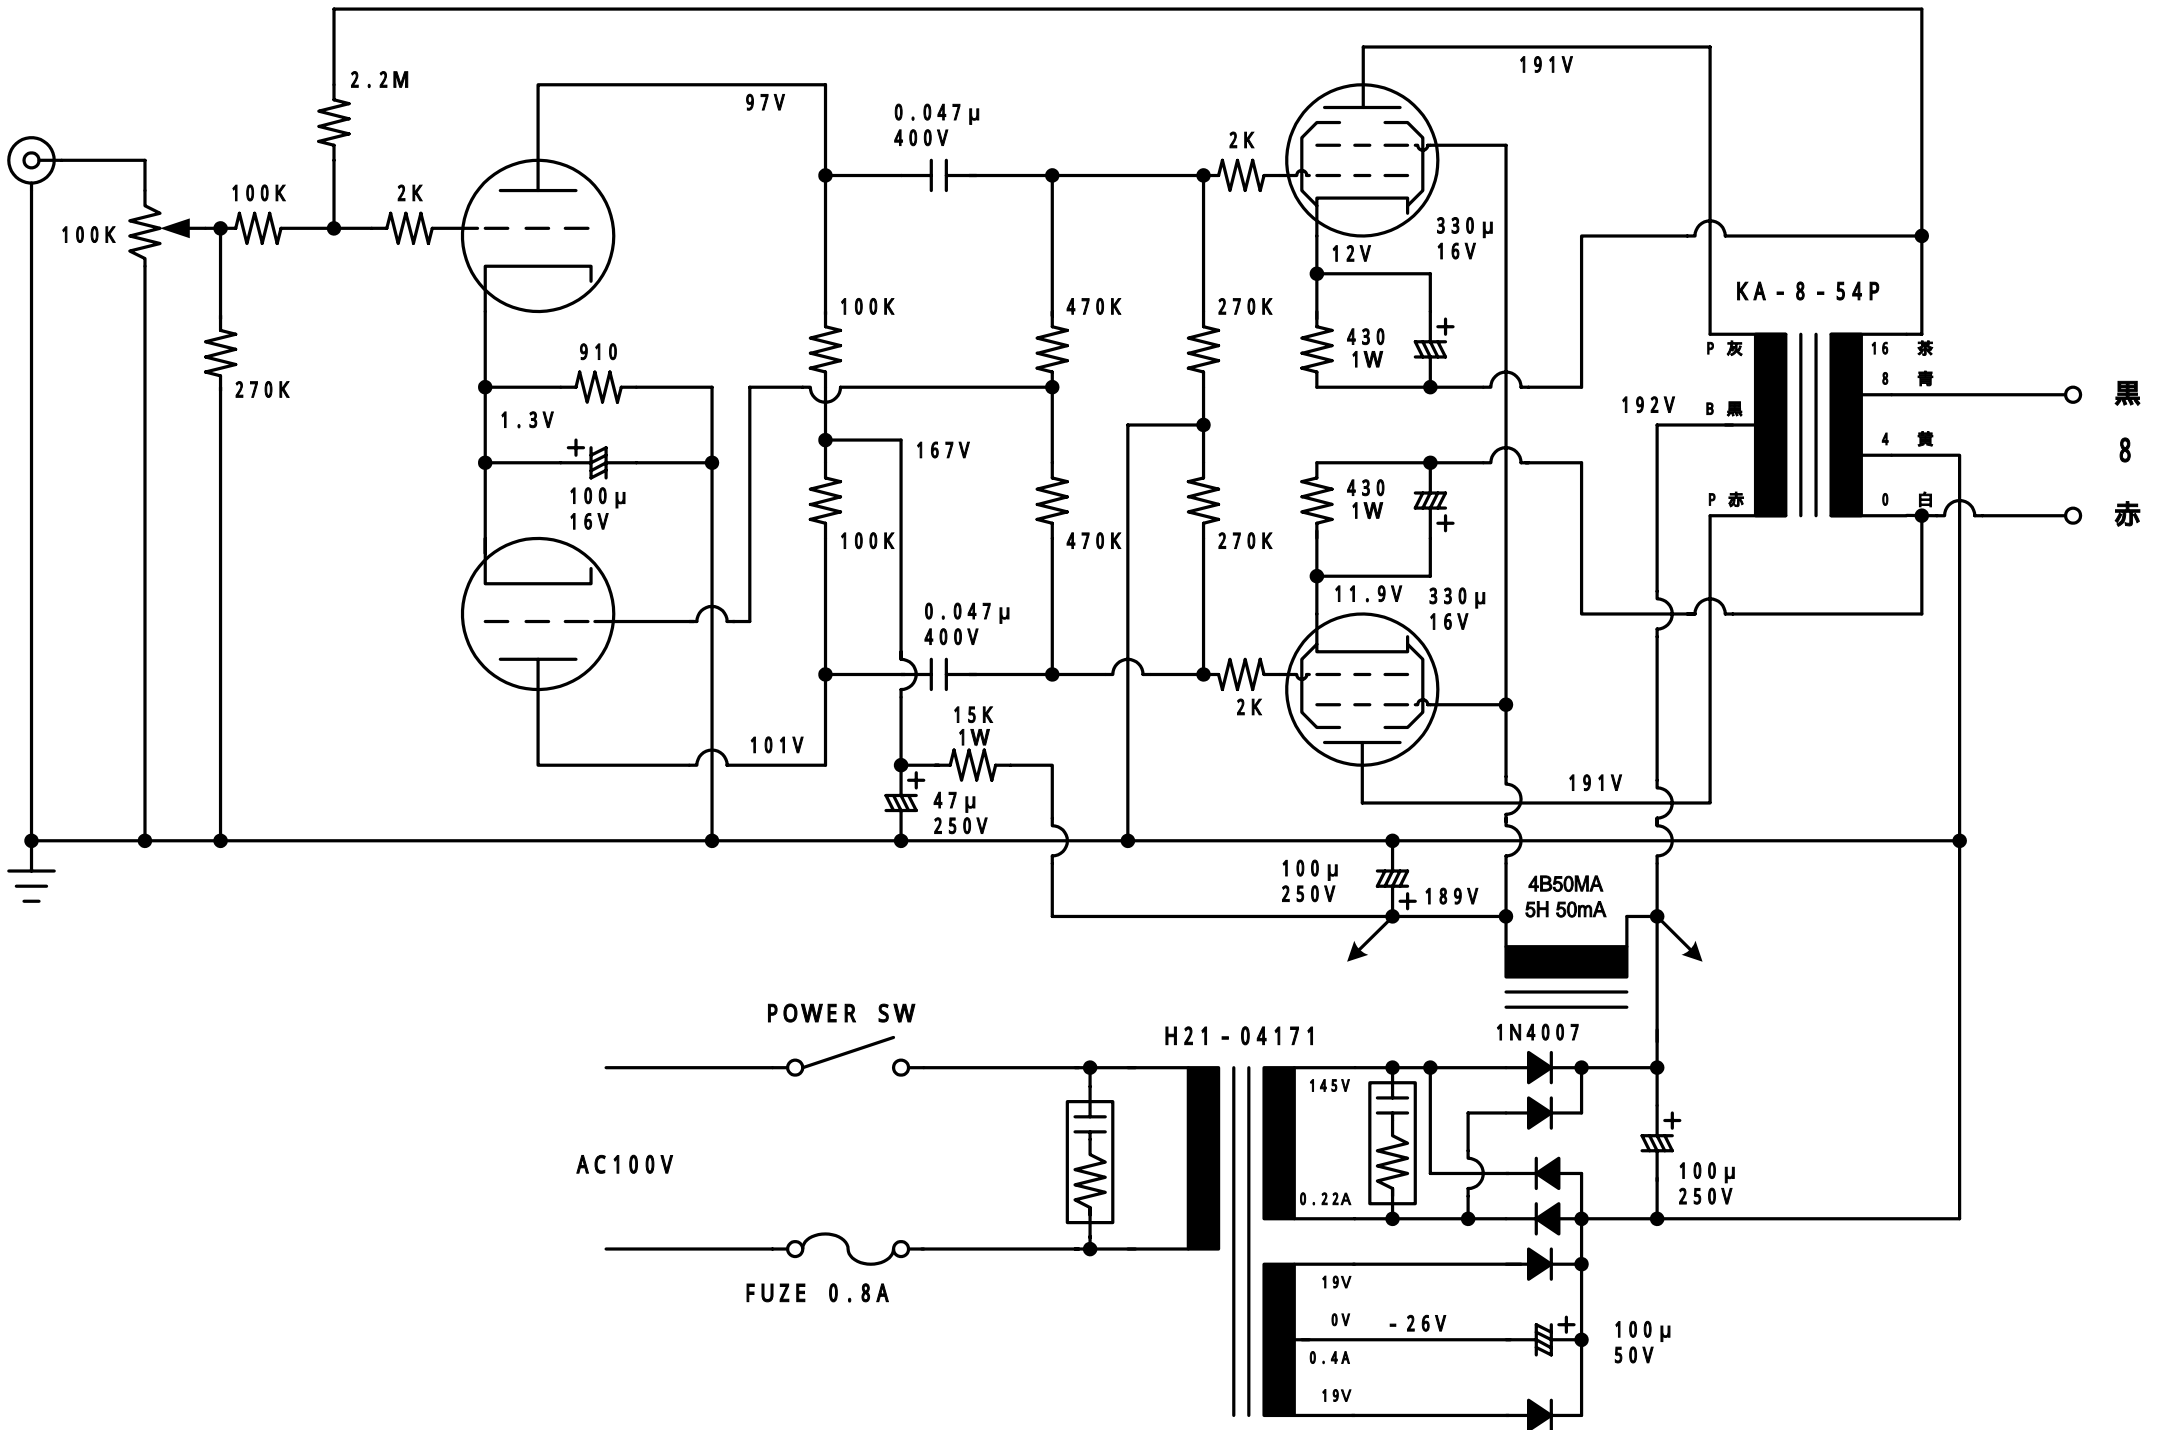 2.2M
97V
191V
0.047μ
400V
2K
100K
2K
100K
270K
330μ
16V
12V
KA-8-54P
100K
470K
270K
430
1W
910
1.3V
100μ
16V
P 灰
16 茶
8 青
192V
B 黒
4 黄
P 赤
0 白
黒
8
赤
167V
100K
470K
270K
430
1W
11.9V
330μ
16V
0.047μ
400V
2K
15K
1W
101V
47μ
250V
191V
100μ
250V
189V
4B50MA
5H 50mA
POWER SW
H21-04171
1N4007
145V
0.22A
AC100V
100μ
250V
FUZE 0.8A
19V
0V
-26V
0.4A
19V
100μ
50V
+
+
+
+
+
+
+